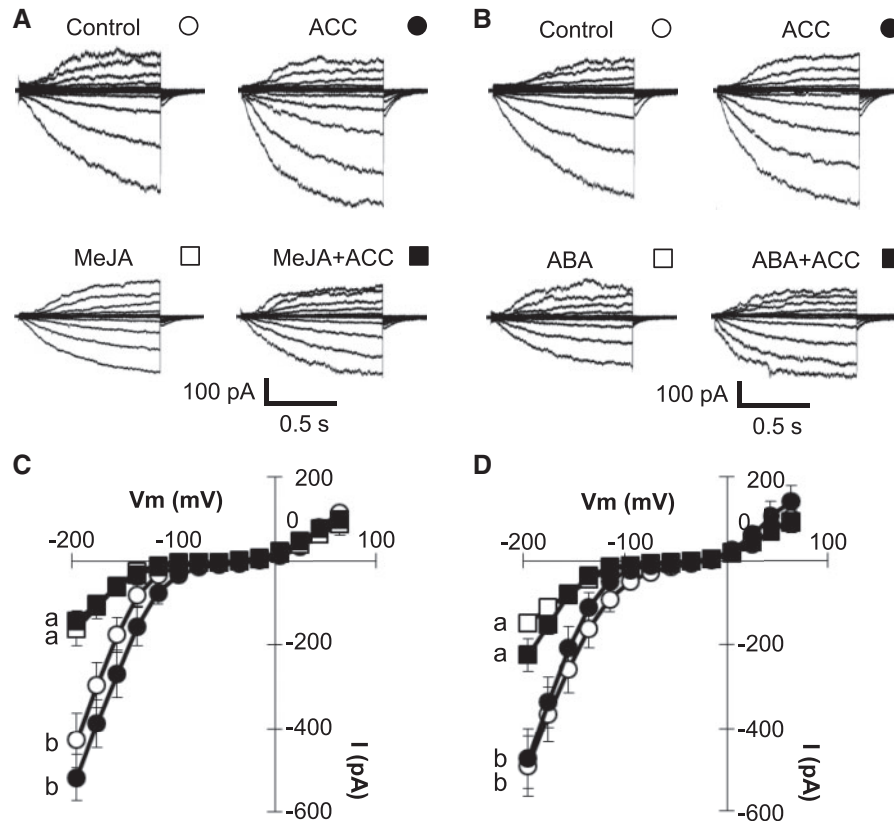 A
Control ACC
MeJA MeJA+ACC
100 pA
0.5 s
B
Control ACC
ABA ABA+ACC
100 pA
0.5 s
C
Vm (mV)
200
0
-200 -100 100
a
a
-200
-400
b
b
-600
I (pA)
D
Vm (mV)
200
0
-200 -100 100
a
a
-200
-400
b
b
-600
I (pA)